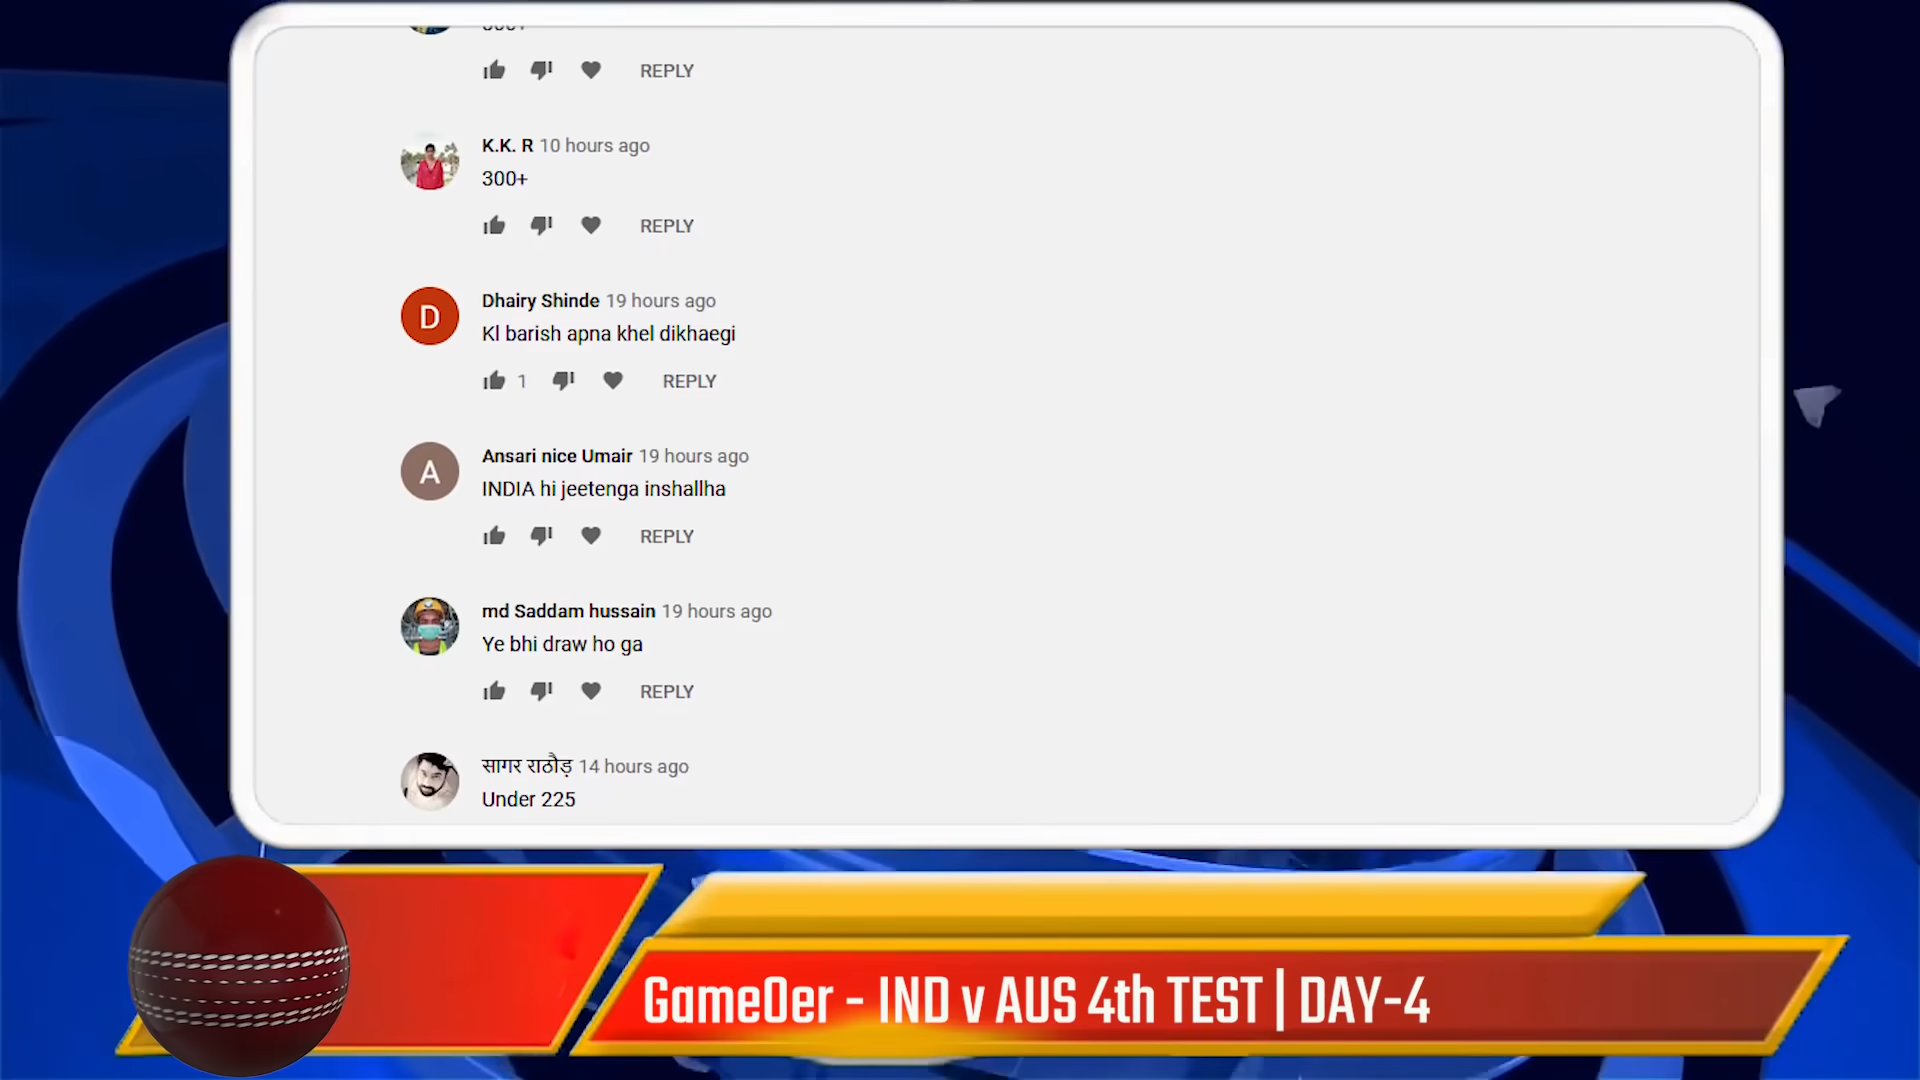 REPLY
K.K. R 10 hours ago
300+
REPLY
D
Dhairy Shinde 19 hours ago
Kl barish apna khel dikhaegi
1 REPLY
A
Ansari nice Umair 19 hours ago
INDIA hi jeetenga inshallha
REPLY
md Saddam hussain 19 hours ago
Ye bhi draw ho ga
REPLY
सागर राठौड़ 14 hours ago
Under 225
GameOer - IND v AUS 4th TEST | DAY-4